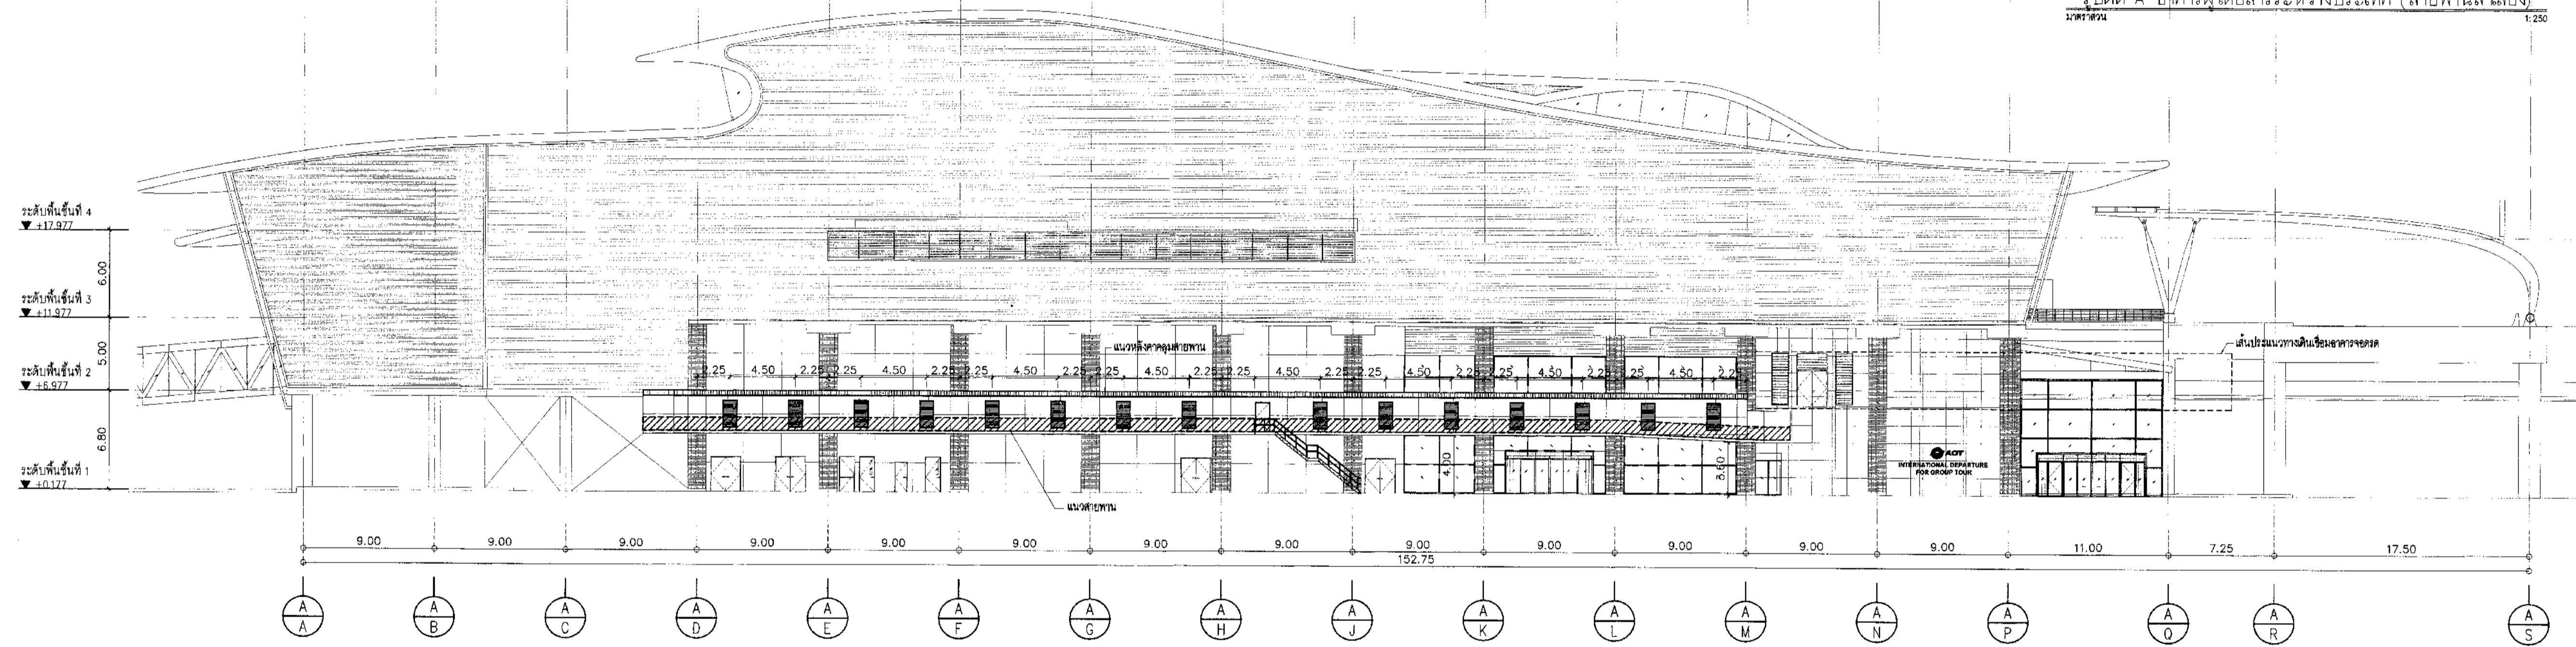 มาตราส่วน 1:250
ระดับพื้นชั้นที่ 4
+17.977
6.00
ระดับพื้นชั้นที่ 3
+11.977
5.00
ระดับพื้นชั้นที่ 2
+6.977
6.80
ระดับพื้นชั้นที่ 1
+0.177
แนวหลังคาคลุมสายพาน
เส้นประแนวทางเดินเชื่อมอาคารจอดรถ
2.25 4.50 2.25 2.25 4.50 2.25 2.25 4.50 2.25 2.25 4.50 2.25 2.25 4.50 2.25 2.25 4.50 2.25 2.25 4.50 2.25 2.25 4.50 2.25
4.00
3.60
AOT
INTERNATIONAL DEPARTURE
FOR GROUP TOUR
แนวสายพาน
9.00 9.00 9.00 9.00 9.00 9.00 9.00 9.00 9.00 9.00 9.00 9.00 9.00 11.00 7.25 17.50
152.75
A A A A A A A A A A A A A A A A A
A B C D E F G H J K L M N P Q R S